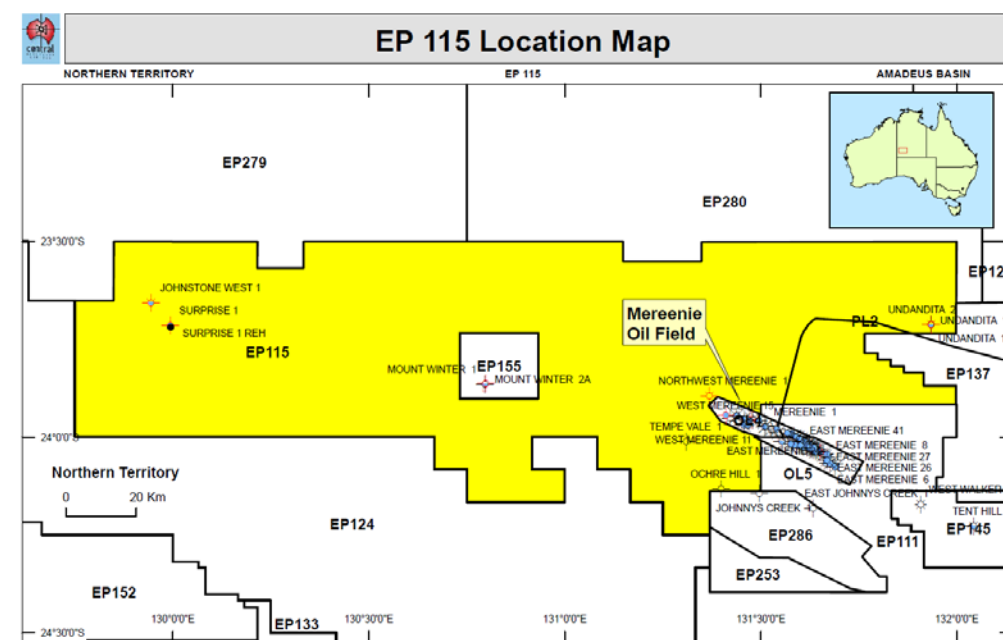 central
EP 115 Location Map
NORTHERN TERRITORY
EP 115
AMADEUS BASIN
EP279
EP280
23°30'0"S
EP12
JOHNSTONE WEST 1
SURPRISE 1
SURPRISE 1 REH
EP115
Mereenie
Oil Field
UNDANDITA 2
PL2
UNDANDITA
UNDANDITA 1
EP155
MOUNT WINTER 1
MOUNT WINTER 2A
EP137
NORTHWEST MEREENIE 1
WEST MEREENIE 15
MEREENIE 1
OL4
TEMPE VALE 1
EAST MEREENIE 41
WEST MEREENIE 11
EAST MEREENIE 8
EAST MEREENIE
EAST MEREENIE 27
EAST MEREENIE 26
EAST MEREENIE 6
24°0'0"S
OCHRE HILL 1
OL5
Northern Territory
0 20 Km
EAST JOHNNYS CREEK
WEST WALKER
JOHNNYS CREEK
TENT HILL
EP124
EP286
EP111
EP145
EP253
EP152
EP133
130°0'0"E
130°30'0"E
131°0'0"E
131°30'0"E
132°0'0"E
24°30'0"S